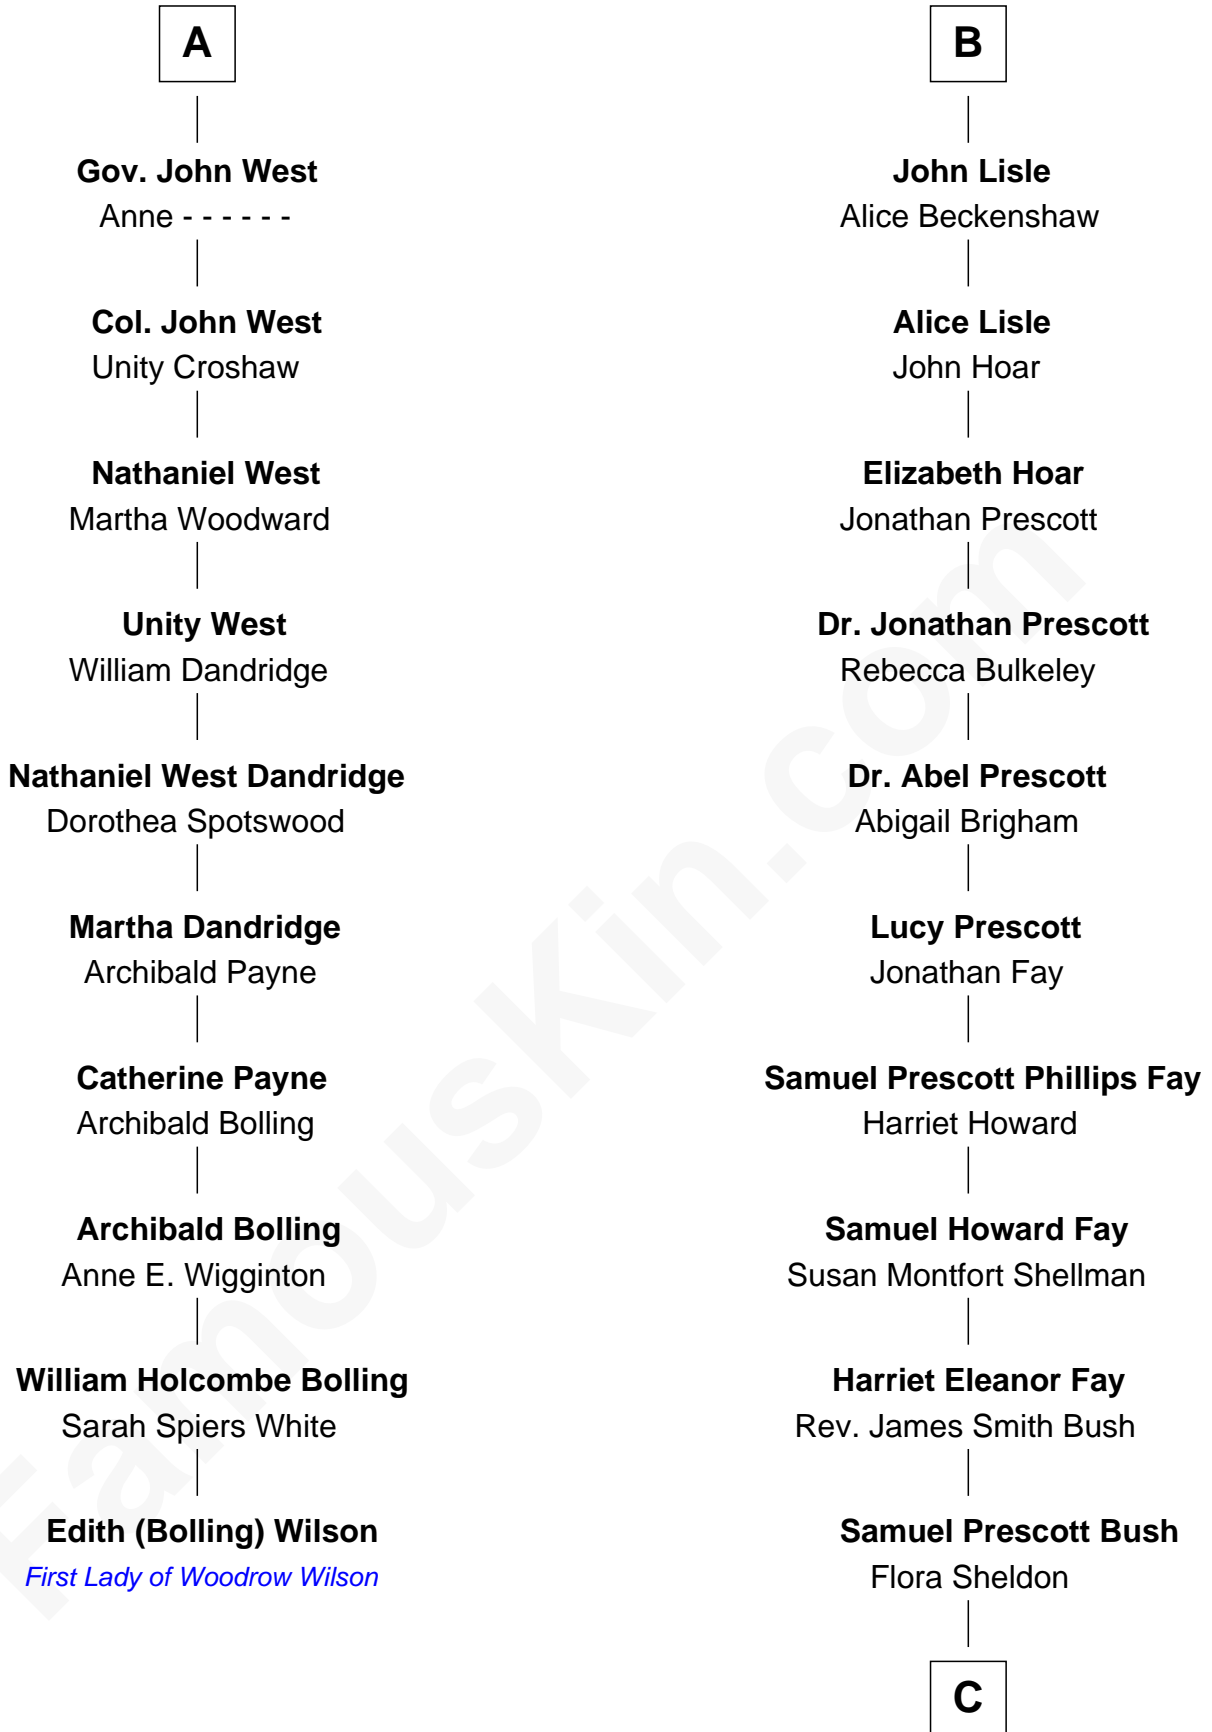 A
Gov. John West
Anne - - - - - -
Col. John West
Unity Croshaw
Nathaniel West
Martha Woodward
Unity West
William Dandridge
Nathaniel West Dandridge
Dorothea Spotswood
Martha Dandridge
Archibald Payne
Catherine Payne
Archibald Bolling
Archibald Bolling
Anne E. Wigginton
William Holcombe Bolling
Sarah Spiers White
Edith (Bolling) Wilson
First Lady of Woodrow Wilson
B
John Lisle
Alice Beckenshaw
Alice Lisle
John Hoar
Elizabeth Hoar
Jonathan Prescott
Dr. Jonathan Prescott
Rebecca Bulkeley
Dr. Abel Prescott
Abigail Brigham
Lucy Prescott
Jonathan Fay
Samuel Prescott Phillips Fay
Harriet Howard
Samuel Howard Fay
Susan Montfort Shellman
Harriet Eleanor Fay
Rev. James Smith Bush
Samuel Prescott Bush
Flora Sheldon
C
FamousKin.com